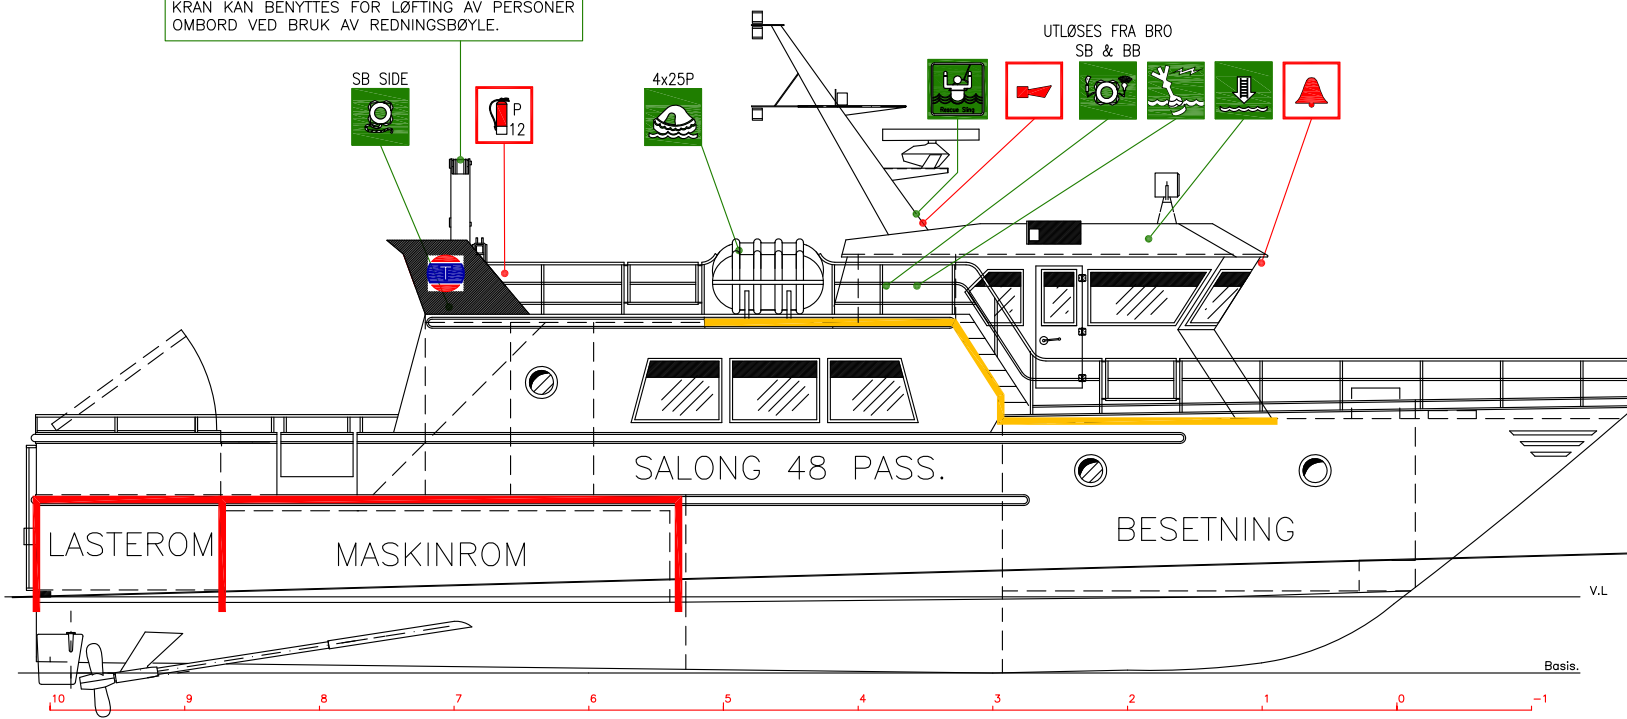 KRAN KAN BENYTTES FOR LØFTING AV PERSONER
OMBORD VED BRUK AV REDNINGSBØYLE.
UTLØSES FRA BRO
SB & BB
SB SIDE
4x25P
P
12
Rescue Sling
T
SALONG 48 PASS.
BESETNING
LASTEROM
MASKINROM
V.L
Basis.
10 9 8 7 6 5 4 3 2 1 0 -1